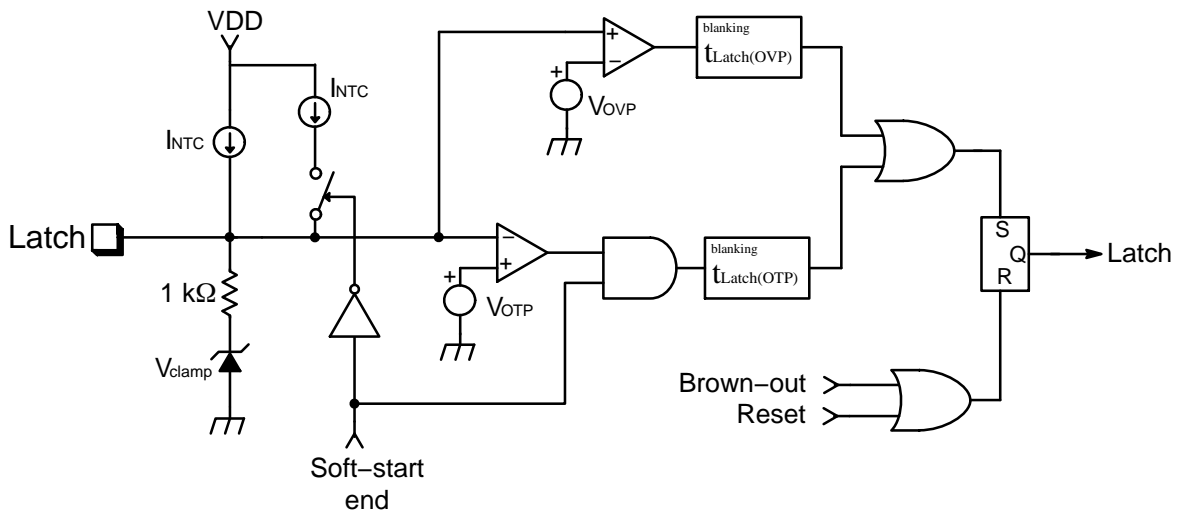 VDD
INTC
INTC
Latch
1 kΩ
Vclamp
Soft−start
end
+
−
+
VOVP
blanking
tLatch(OVP)
−
+
+
VOTP
blanking
tLatch(OTP)
S
Q
R
Latch
Brown−out
Reset